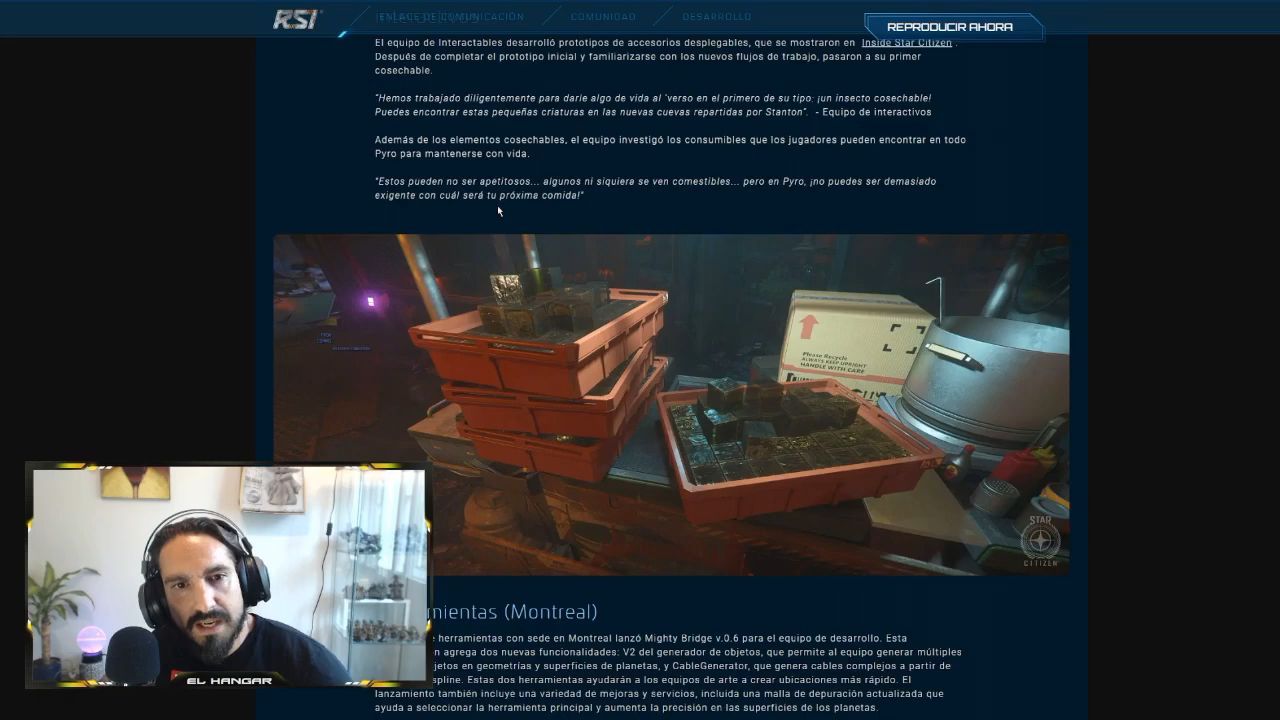 RSI
ENLACE DE COMUNICACIÓN
COMUNIDAD
DESARROLLO
REPRODUCIR AHORA
El equipo de Interactables desarrolló prototipos de accesorios desplegables, que se mostraron en Inside Star Citizen .
Después de completar el prototipo inicial y familiarizarse con los nuevos flujos de trabajo, pasaron a su primer
cosechable.
"Hemos trabajado diligentemente para darle algo de vida al 'verso en el primero de su tipo: ¡un insecto cosechable!
Puedes encontrar estas pequeñas criaturas en las nuevas cuevas repartidas por Stanton". - Equipo de interactivos
Además de los elementos cosechables, el equipo investigó los consumibles que los jugadores pueden encontrar en todo
Pyro para mantenerse con vida.
"Estos pueden no ser apetitosos... algunos ni siquiera se ven comestibles... pero en Pyro, ¡no puedes ser demasiado
exigente con cuál será tu próxima comida!"
Please Recycle
ALWAYS KEEP UPRIGHT
HANDLE WITH CARE
STAR
CITIZEN
mientas (Montreal)
e herramientas con sede en Montreal lanzó Mighty Bridge v.0.6 para el equipo de desarrollo. Esta
n agrega dos nuevas funcionalidades: V2 del generador de objetos, que permite al equipo generar múltiples
jetos en geometrías y superficies de planetas, y CableGenerator, que genera cables complejos a partir de
spline. Estas dos herramientas ayudarán a los equipos de arte a crear ubicaciones más rápido. El
lanzamiento también incluye una variedad de mejoras y servicios, incluida una malla de depuración actualizada que
ayuda a seleccionar la herramienta principal y aumenta la precisión en las superficies de los planetas.
EL HANGAR